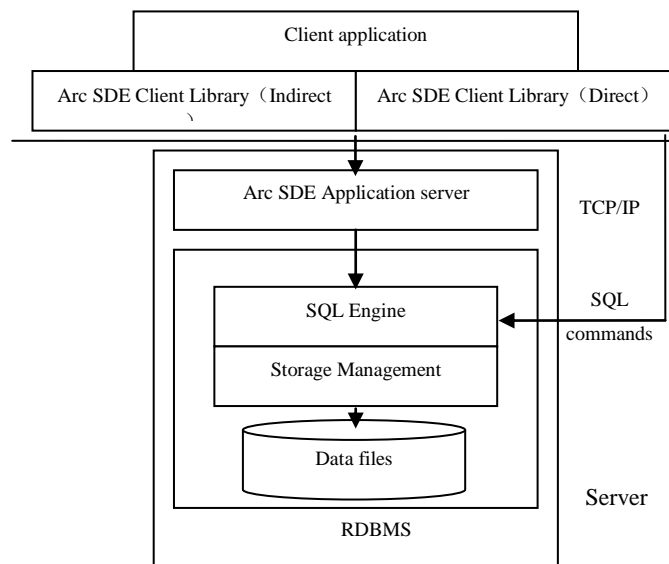 Client application
Arc SDE Client Library（Indirect
）
Arc SDE Client Library（Direct）
Arc SDE Application server
TCP/IP
SQL Engine
SQL
commands
Storage Management
Data files
Server
RDBMS